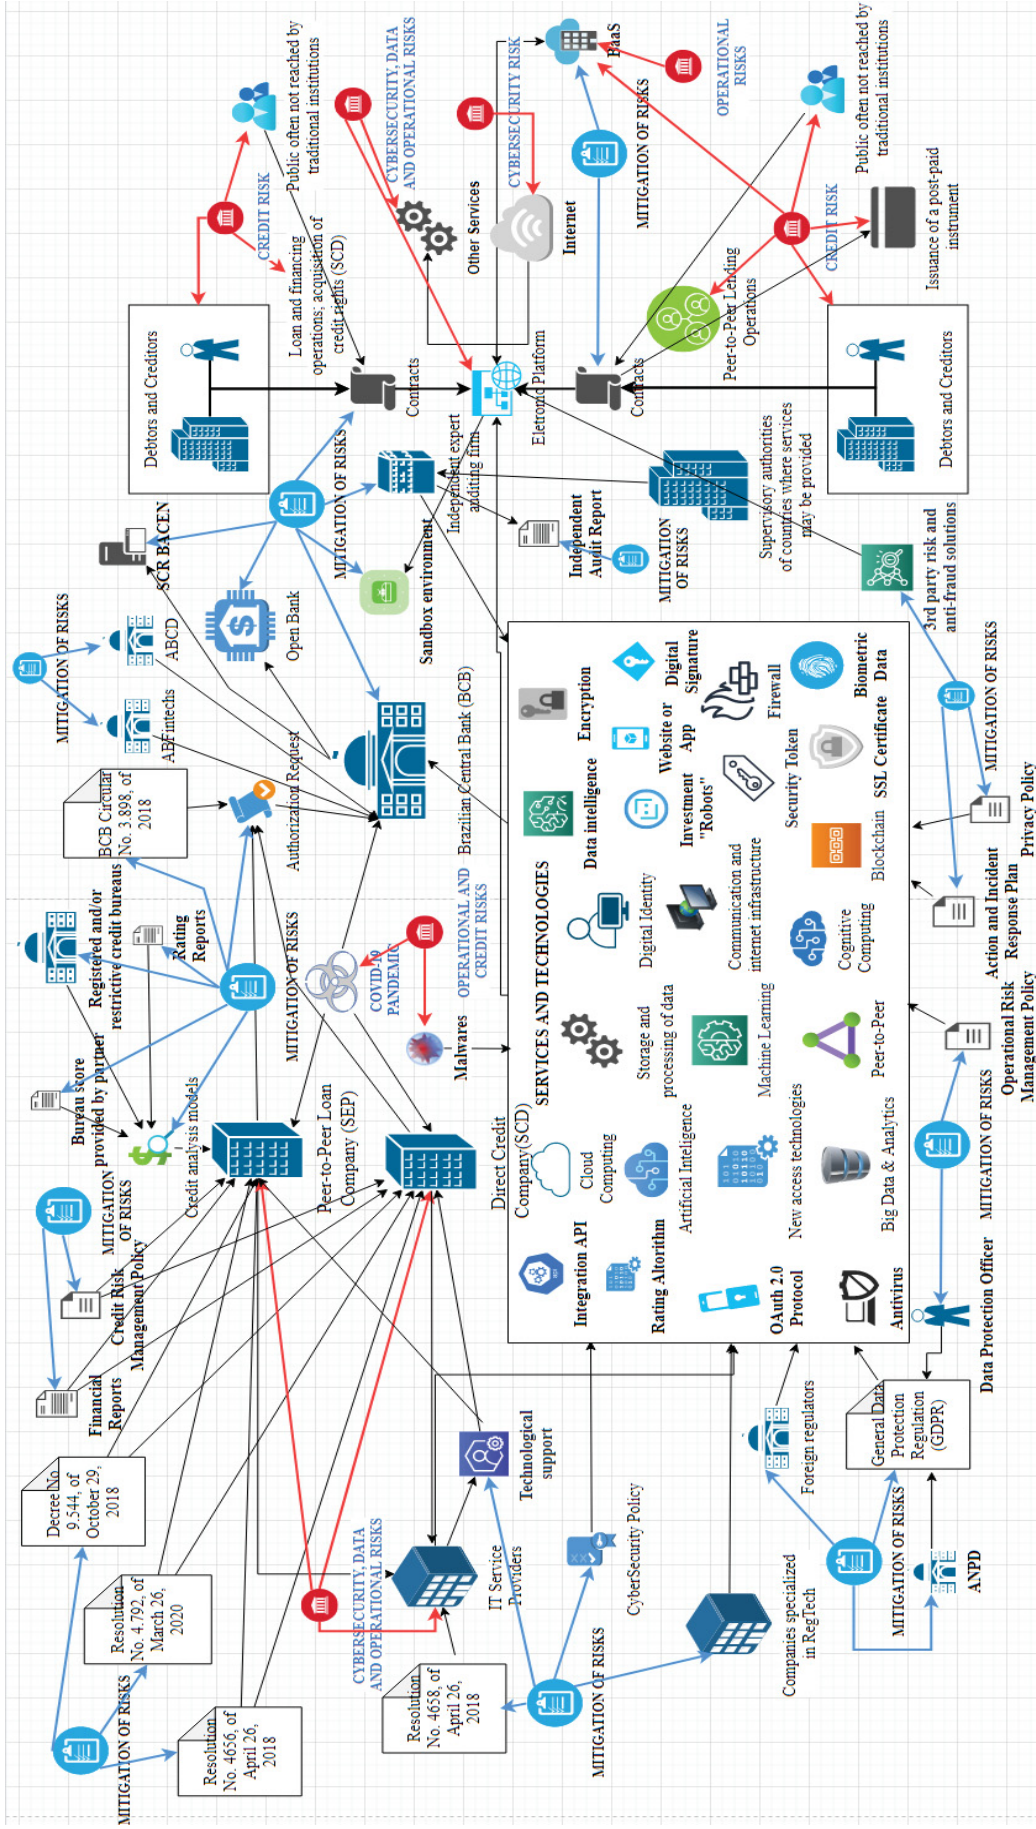 MITIGATION OF RISKS
Resolution
No. 4656, of
April 26,
2018
Resolution
No. 4.792, of
March 26,
2020
Decree No
9.544, of
October 29,
2018
Financial
Reports
Credit Risk
Management Policy
MITIGATION
OF RISKS
Bureau score
provided by partner
Credit analysis models
Registered and/or
restrictive credit bureaus
Rating
Reports
BCB Circular
No. 3.898, of
2018
MITIGATION OF RISKS
ABFintechs
ABCD
SCR BACEN
Authorization Request
MITIGATION OF RISKS
Open Bank
Debtors and Creditors
CREDIT RISK
Loan and financing
operations; acquisition of
credit rights (SCD)
Public often not reached by
traditional institutions
Peer-to-Peer Loan
Company (SEP)
COVID-19
PANDEMIC
Malwares
OPERATIONAL AND
CREDIT RISKS
Brazilian Central Bank (BCB)
MITIGATION OF RISKS
Sandbox environment
Independent expert
auditing firm
Contracts
CYBERSECURITY, DATA
AND OPERATIONAL RISKS
Other Services
CYBERSECURITY RISK
Internet
Eletronic Platform
BaaS
OPERATIONAL
RISKS
MITIGATION OF RISKS
CYBERSECURITY, DATA
AND OPERATIONAL RISKS
Resolution
No. 4658, of
April 26,
2018
IT Service
Providers
Technological
support
Direct Credit
Company(SCD)
SERVICES AND TECHNOLOGIES
Independent
Audit Report
MITIGATION
OF RISKS
Contracts
Peer-to-Peer Lending
Operations
CREDIT RISK
Public often not reached by
traditional institutions
Issuance of a post-paid
instrument
Debtors and Creditors
Supervisory authorities
of countries where services
may be provided
MITIGATION OF RISKS
CyberSecurity Policy
Companies specialized
in RegTech
Integration API
Cloud
Computing
Storage and
processing of data
Digital Identity
Data intelligence
Encryption
Rating Algorithm
Artificial Inteligence
Machine Learning
Communication and
internet infrastructure
Investment
"Robots"
Website or
App
Digital
Signature
OAuth 2.0
Protocol
New access technologies
Peer-to-Peer
Cognitive
Computing
Security Token
Firewall
Antivirus
Big Data & Analytics
Blockchain
SSL Certificate
Biometric
Data
Foreign regulators
General Data
Protection
Regulation
(GDPR)
MITIGATION OF RISKS
ANPD
Data Protection Officer
MITIGATION OF RISKS
Operational Risk
Management Policy
Action and Incident
Response Plan
Privacy Policy
MITIGATION OF RISKS
3rd party risk and
anti-fraud solutions